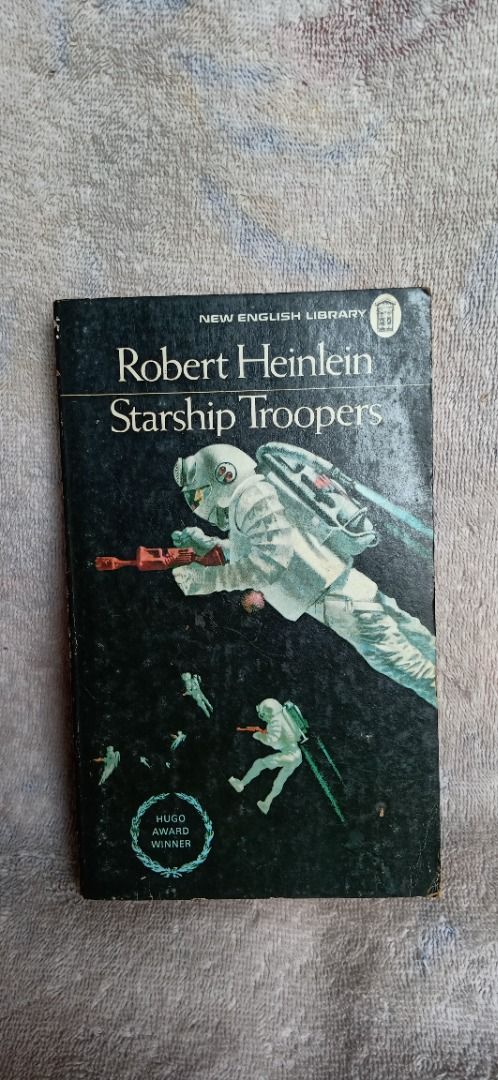 NEW ENGLISH LIBRARY
Robert Heinlein
Starship Troopers
HUGO
AWARD
WINNER